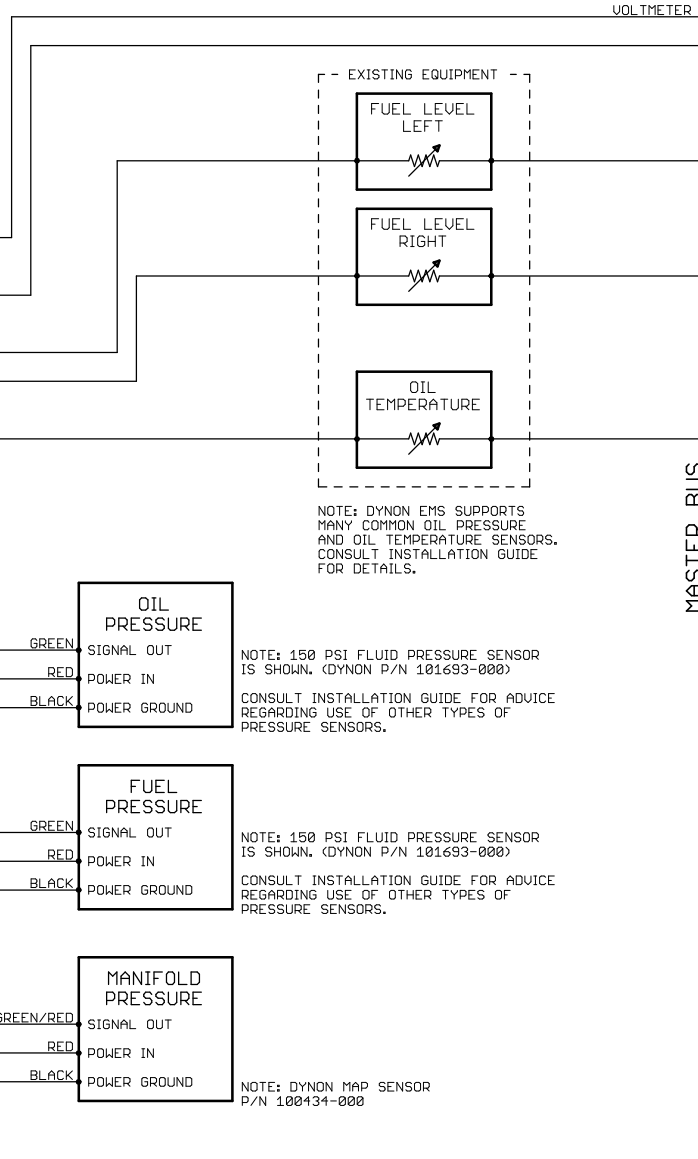 VOLTMETER
EXISTING EQUIPMENT
FUEL LEVEL
LEFT
FUEL LEVEL
RIGHT
OIL
TEMPERATURE
MASTER BUS
NOTE: DYNON EMS SUPPORTS
MANY COMMON OIL PRESSURE
AND OIL TEMPERATURE SENSORS.
CONSULT INSTALLATION GUIDE
FOR DETAILS.
OIL
PRESSURE
GREEN
SIGNAL OUT
RED
POWER IN
BLACK
POWER GROUND
NOTE: 150 PSI FLUID PRESSURE SENSOR
IS SHOWN. (DYNON P/N 101693-000)
CONSULT INSTALLATION GUIDE FOR ADVICE
REGARDING USE OF OTHER TYPES OF
PRESSURE SENSORS.
FUEL
PRESSURE
GREEN
SIGNAL OUT
RED
POWER IN
BLACK
POWER GROUND
NOTE: 150 PSI FLUID PRESSURE SENSOR
IS SHOWN. (DYNON P/N 101693-000)
CONSULT INSTALLATION GUIDE FOR ADVICE
REGARDING USE OF OTHER TYPES OF
PRESSURE SENSORS.
MANIFOLD
PRESSURE
GREEN/RED
SIGNAL OUT
RED
POWER IN
BLACK
POWER GROUND
NOTE: DYNON MAP SENSOR
P/N 100434-000